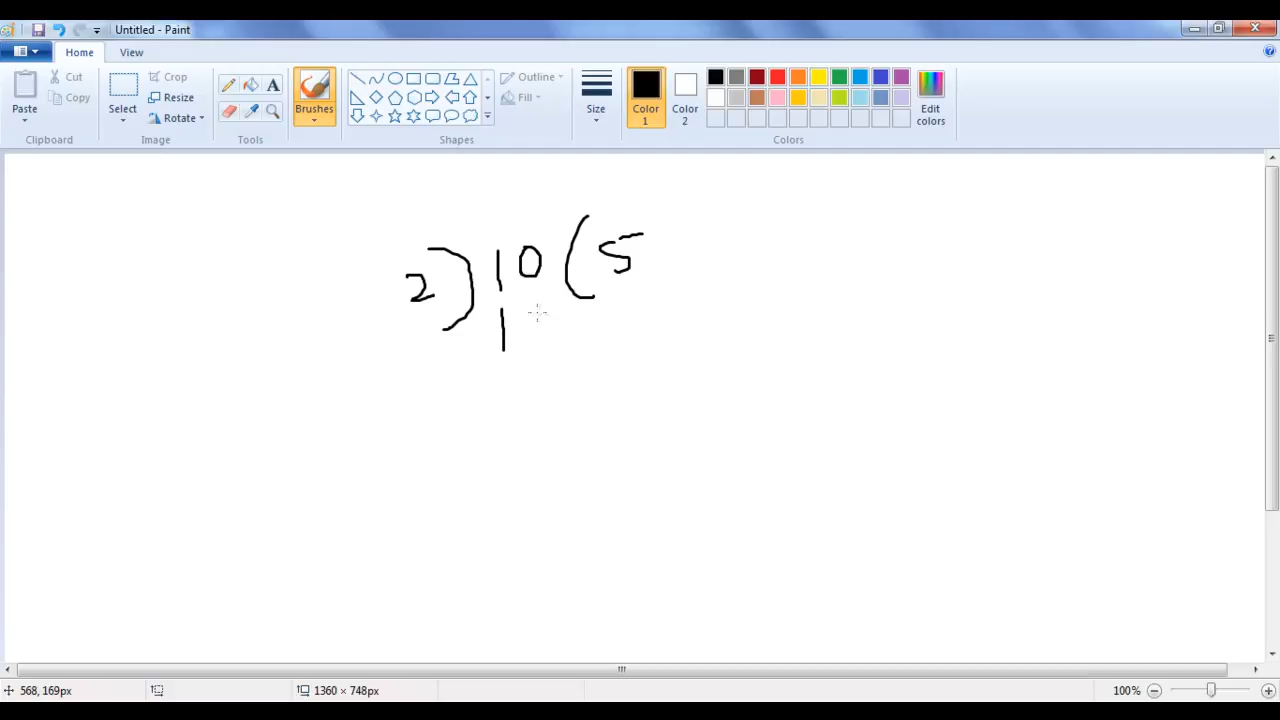 Untitled - Paint
Home View
Paste
Cut
Copy
Clipboard
Select
Crop
Resize
Rotate
Image
A
Tools
Brushes
Outline
Fill
Shapes
Size
Color 1
Color 2
Edit colors
Colors
2 ) 10 ( 5
1
568, 169px
1360 × 748px
100%